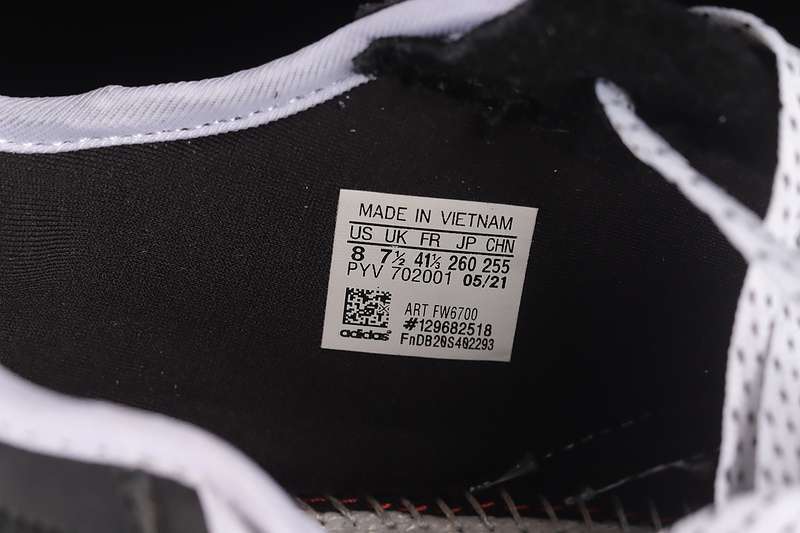 MADE IN VIETNAM
US UK FR JP CHN
8 7½ 41⅓ 260 255
PYV 702001 05/21
ART FW6700
#129682518
adidas FnDB20S402293